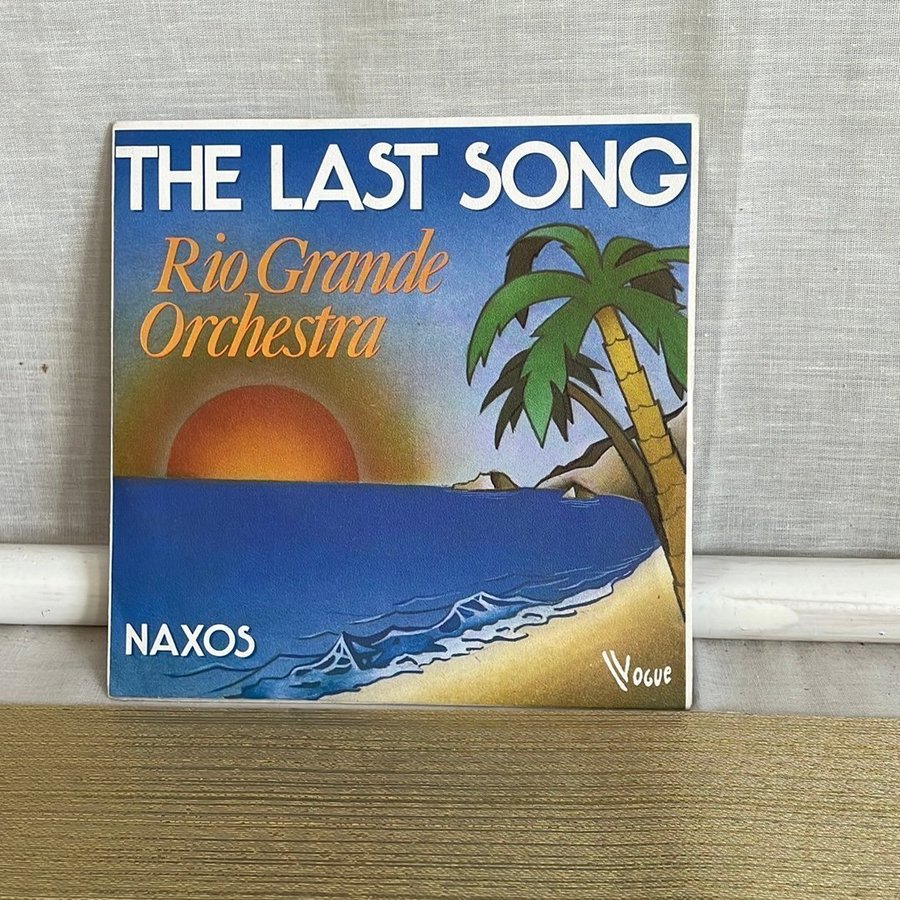 THE LAST SONG
Rio Grande
Orchestra
NAXOS
VOGUE